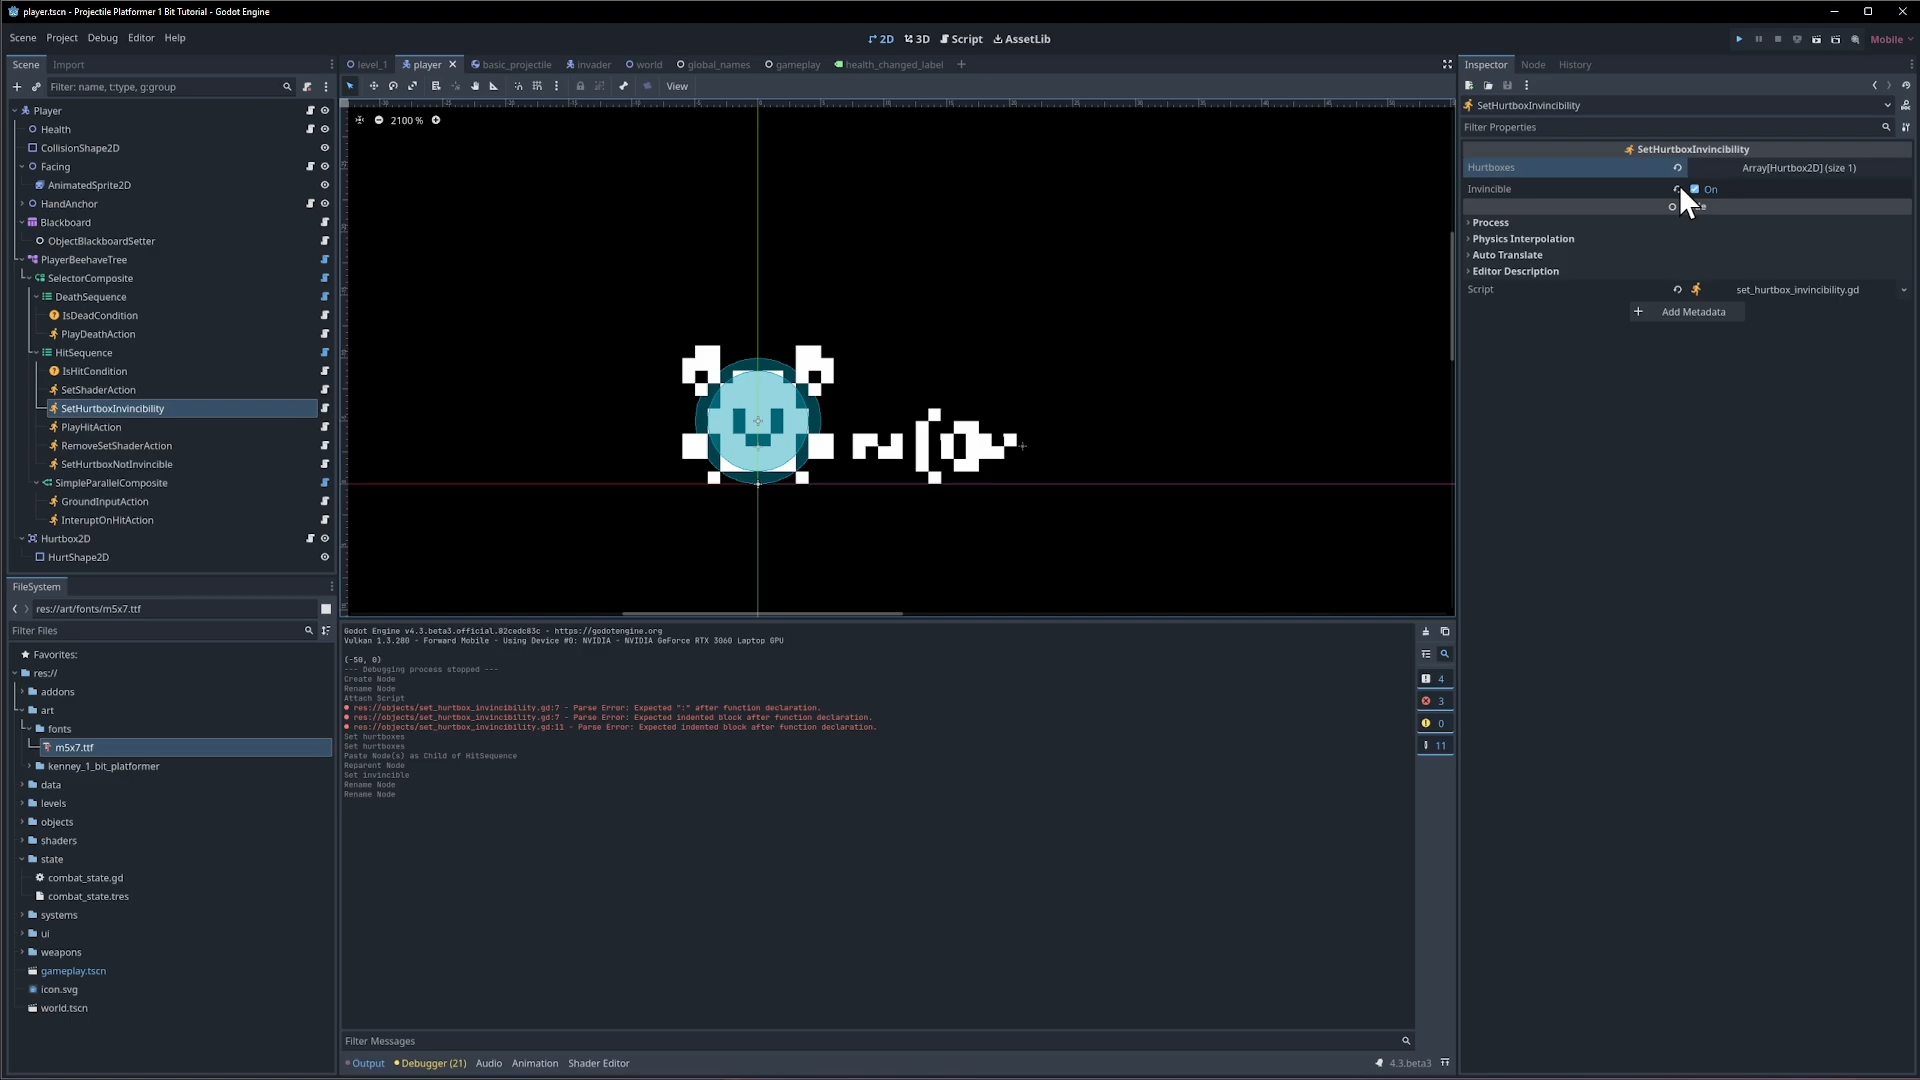 player.tscn - Projectile Platformer 1 Bit Tutorial - Godot Engine
Scene Project Debug Editor Help
2D 3D Script AssetLib
Mobile
Scene Import
level_1 player basic_projectile invader world global_names gameplay health_changed_label
Inspector Node History
Filter: name, t:type, g:group
View
2100 %
Player
Health
CollisionShape2D
Facing
AnimatedSprite2D
HandAnchor
Blackboard
ObjectBlackboardSetter
PlayerBeehaveTree
SelectorComposite
DeathSequence
IsDeadCondition
PlayDeathAction
HitSequence
IsHitCondition
SetShaderAction
SetHurtboxInvincibility
PlayHitAction
RemoveSetShaderAction
SetHurtboxNotInvincible
SimpleParallelComposite
GroundInputAction
InteruptOnHitAction
Hurtbox2D
HurtShape2D
FileSystem
res://art/fonts/m5x7.ttf
Filter Files
Favorites:
res://
addons
art
fonts
m5x7.ttf
kenney_1_bit_platformer
data
levels
objects
shaders
state
combat_state.gd
combat_state.tres
systems
ui
weapons
gameplay.tscn
icon.svg
world.tscn
Godot Engine v4.3.beta3.official.82cedc83c - https://godotengine.org
Vulkan 1.3.280 - Forward Mobile - Using Device #0: NVIDIA - NVIDIA GeForce RTX 3060 Laptop GPU
(-50, 0)
--- Debugging process stopped ---
Create Node
Rename Node
Attach Script
res://objects/set_hurtbox_invincibility.gd:7 - Parse Error: Expected ":" after function declaration.
res://objects/set_hurtbox_invincibility.gd:7 - Parse Error: Expected indented block after function declaration.
res://objects/set_hurtbox_invincibility.gd:11 - Parse Error: Expected indented block after function declaration.
Set hurtboxes
Set hurtboxes
Paste Node(s) as Child of HitSequence
Reparent Node
Set invincible
Rename Node
Rename Node
4
3
0
11
Filter Messages
Output Debugger (21) Audio Animation Shader Editor
4.3.beta3
SetHurtboxInvincibility
Filter Properties
SetHurtboxInvincibility
Hurtboxes Array[Hurtbox2D] (size 1)
Invincible On
Process
Physics Interpolation
Auto Translate
Editor Description
Script set_hurtbox_invincibility.gd
Add Metadata